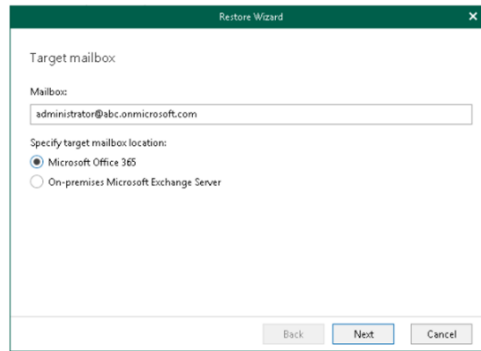 Restore Wizard
Target mailbox
Mailbox:
administrator@abc.onmicrosoft.com
Specify target mailbox location:
Microsoft Office 365
On-premises Microsoft Exchange Server
Back Next Cancel